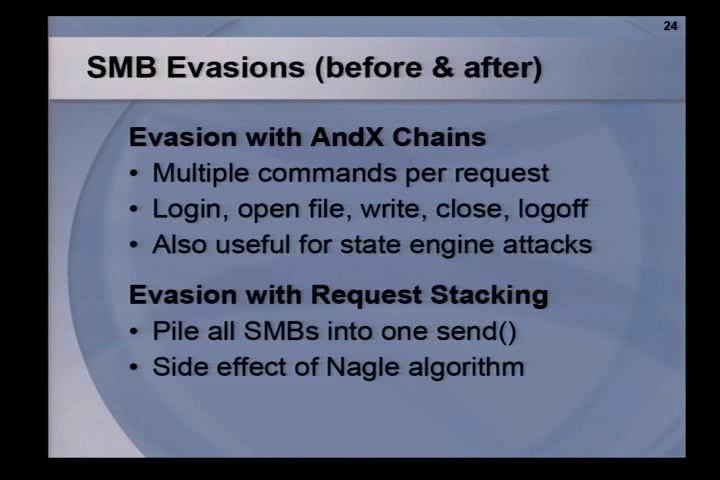 24
SMB Evasions (before & after)
Evasion with AndX Chains
• Multiple commands per request
• Login, open file, write, close, logoff
• Also useful for state engine attacks
Evasion with Request Stacking
• Pile all SMBs into one send()
• Side effect of Nagle algorithm